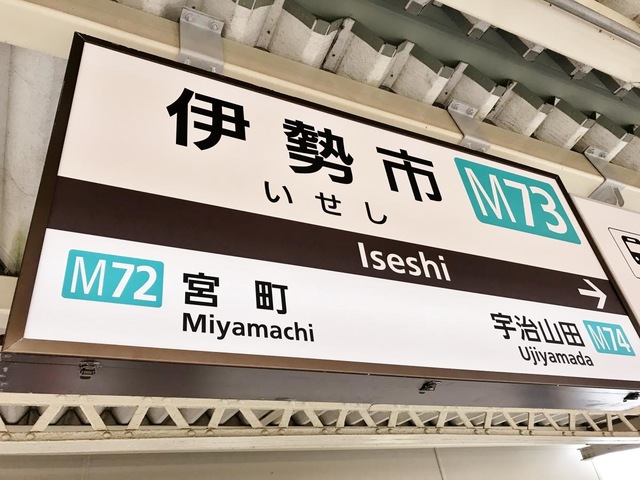 伊勢市 M73
いせし
Iseshi
M72 宮町
Miyamachi
宇治山田 M74
Ujiyamada